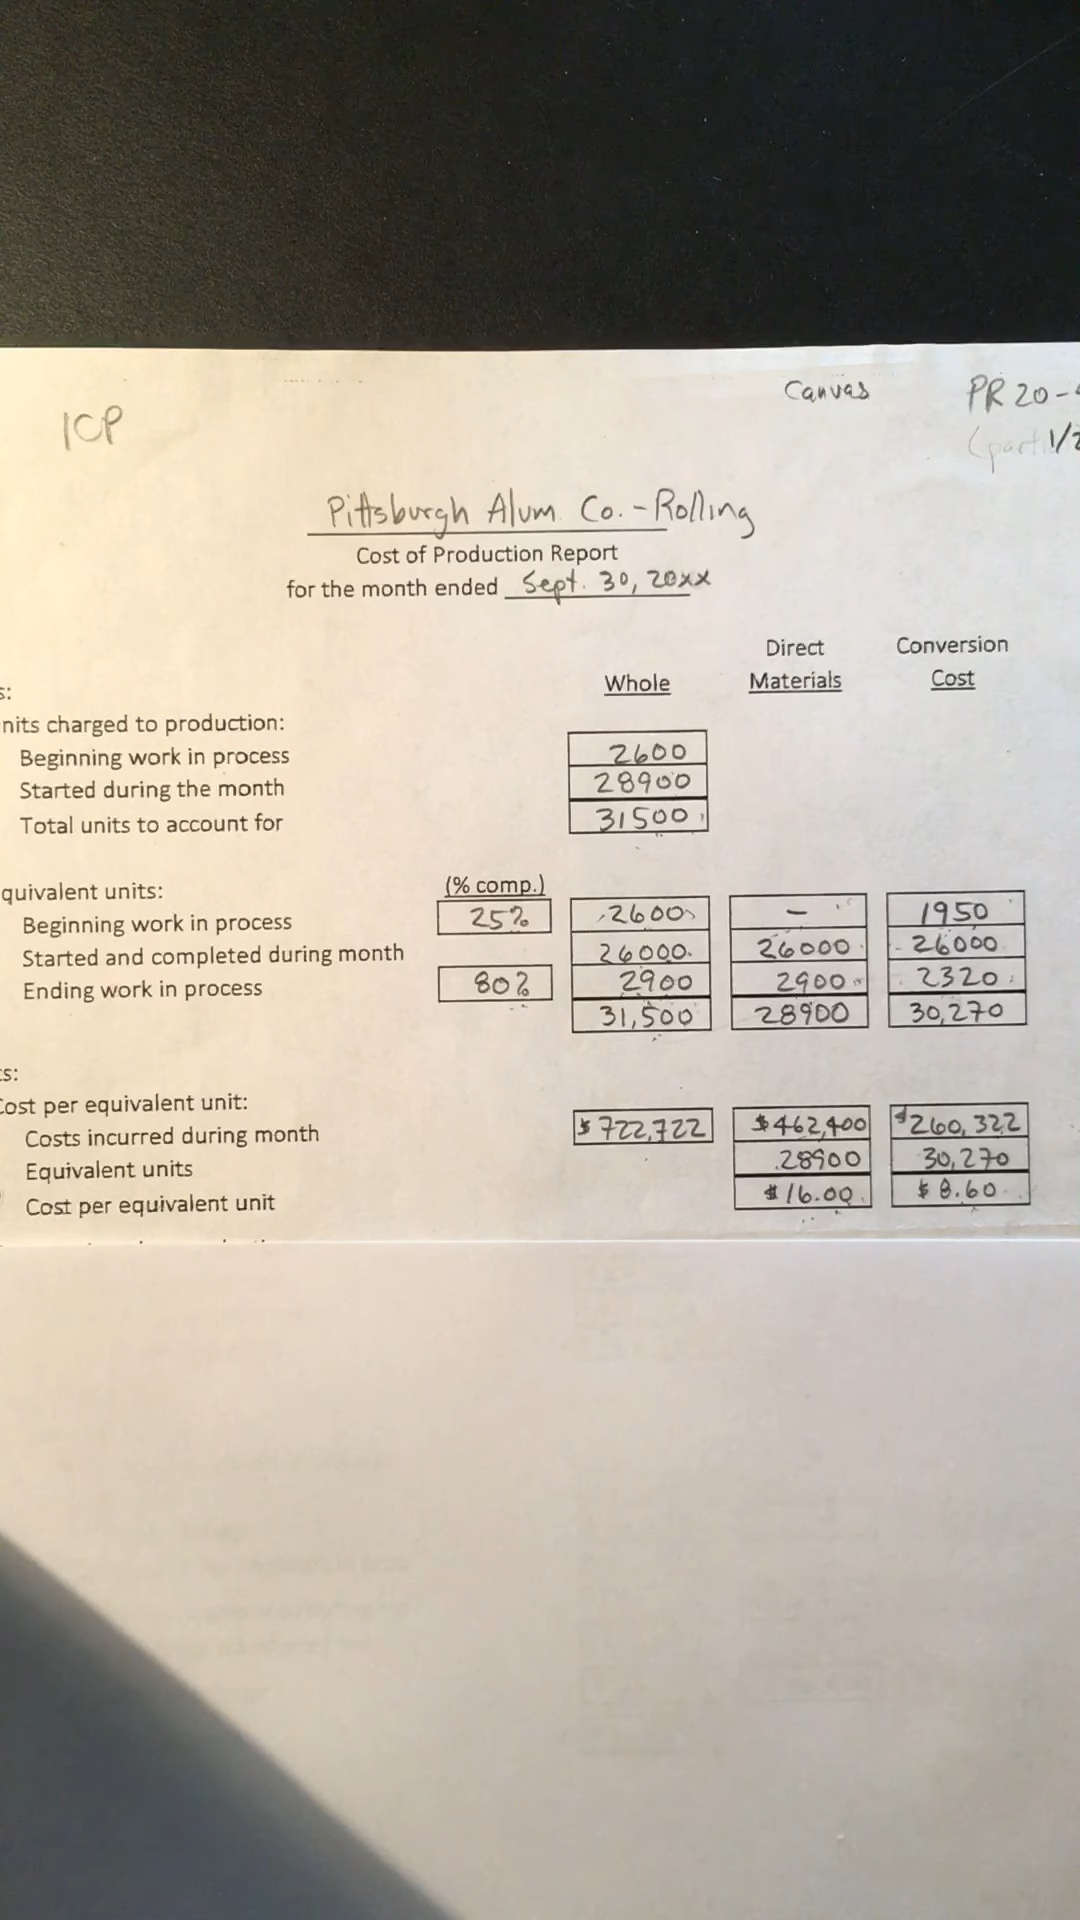 Canvas PR 20-
ICP
(part 1/2
Pittsburgh Alum. Co. - Rolling
Cost of Production Report
for the month ended Sept. 30, 20xx
Direct Conversion
Whole Materials Cost
s:
nits charged to production:
Beginning work in process 2600
Started during the month 28900
Total units to account for 31500
quivalent units: (% comp.)
Beginning work in process 25% 2600 - 1950
Started and completed during month 26000 26000 26000
Ending work in process 80% 2900 2900 2320
31,500 28900 30,270
ts:
Cost per equivalent unit:
Costs incurred during month $722,722 $462,400 $260,322
Equivalent units 28900 30,270
Cost per equivalent unit $16.00 $8.60